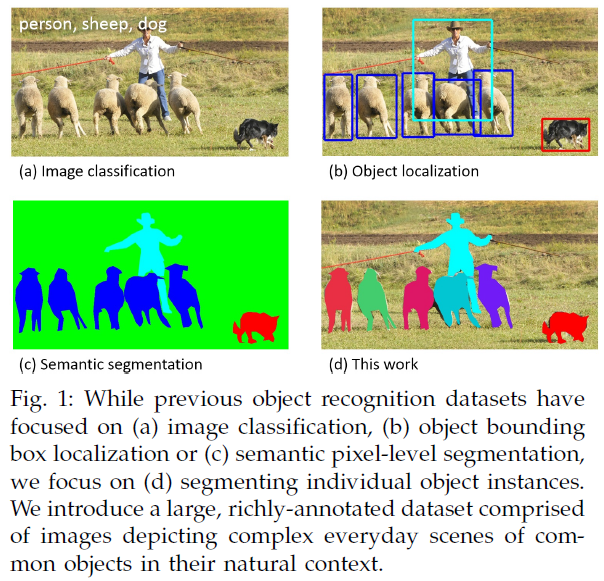 person, sheep, dog
(a) Image classification
(b) Object localization
(c) Semantic segmentation
(d) This work
Fig. 1: While previous object recognition datasets have
focused on (a) image classification, (b) object bounding
box localization or (c) semantic pixel-level segmentation,
we focus on (d) segmenting individual object instances.
We introduce a large, richly-annotated dataset comprised
of images depicting complex everyday scenes of com-
mon objects in their natural context.